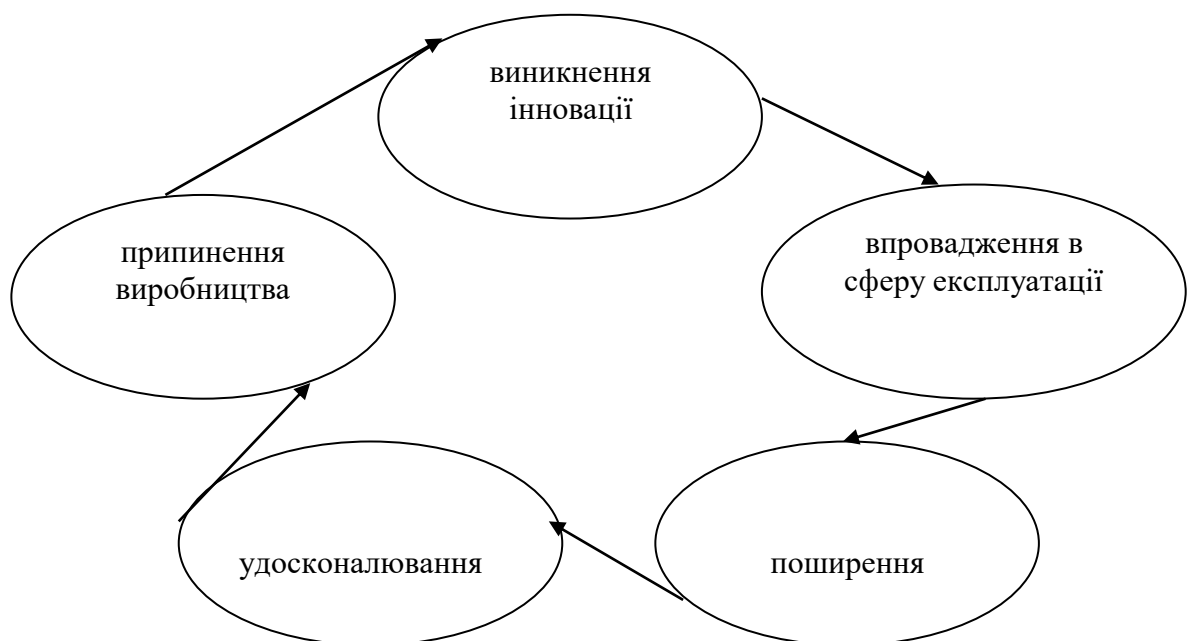 виникнення
інновації
впровадження в
сферу експлуатації
поширення
удосконалювання
припинення
виробництва